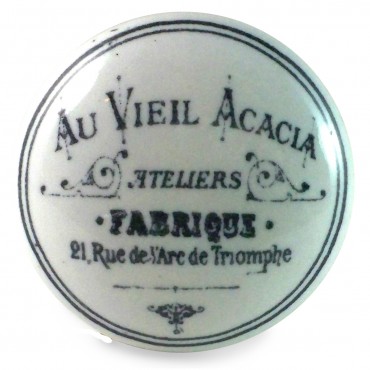 AU VIEIL ACACIA
ATELIERS
• FABRIQUE •
21, Rue de l'Arc de Triomphe